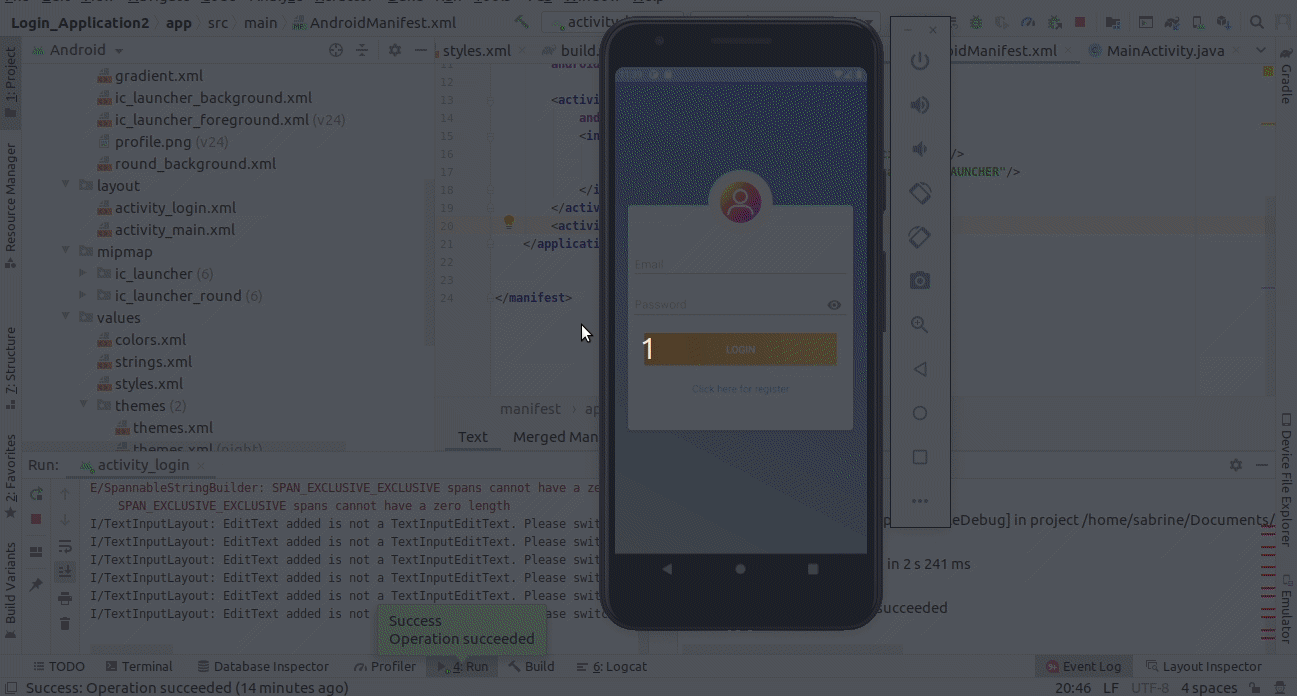 Login_Application2 app src main AndroidManifest.xml
1: Project
Android
styles.xml
MainActivity.java
Gradle
gradient.xml
ic_launcher_background.xml
ic_launcher_foreground.xml (v24)
profile.png (v24)
round_background.xml
layout
activity_login.xml
activity_main.xml
mipmap
ic_launcher (6)
ic_launcher_round (6)
values
colors.xml
strings.xml
styles.xml
themes (2)
themes.xml
themes.xml (night)
Resource Manager
7: Structure
2: Favorites
Build Variants
11
12
13 <activi
14 and
15 <in
16 />
17 AUNCHER"/>
18 </i
19 </activ
20 <activi
21 </applicati
22
23
24 </manifest>
manifest › ap
Text Merged Man
Email
Password
1
LOGIN
Click here for register
Run: activity_login
E/SpannableStringBuilder: SPAN_EXCLUSIVE_EXCLUSIVE spans cannot have a ze
SPAN_EXCLUSIVE_EXCLUSIVE spans cannot have a zero length
I/TextInputLayout: EditText added is not a TextInputEditText. Please swit
I/TextInputLayout: EditText added is not a TextInputEditText. Please swit
I/TextInputLayout: EditText added is not a TextInputEditText. Please swit
I/TextInputLayout: EditText added is not a TextInputEditText. Please swit
I/TextInputLayout: EditText added is not a TextInputEditText. Please swit
I/TextInputLayout: EditText added is not
eDebug] in project /home/sabrine/Documents/
in 2 s 241 ms
succeeded
Success
Operation succeeded
Device File Explorer
Emulator
TODO Terminal Database Inspector Profiler 4: Run Build 6: Logcat Event Log Layout Inspector
Success: Operation succeeded (14 minutes ago) 20:46 LF UTF-8 4 spaces